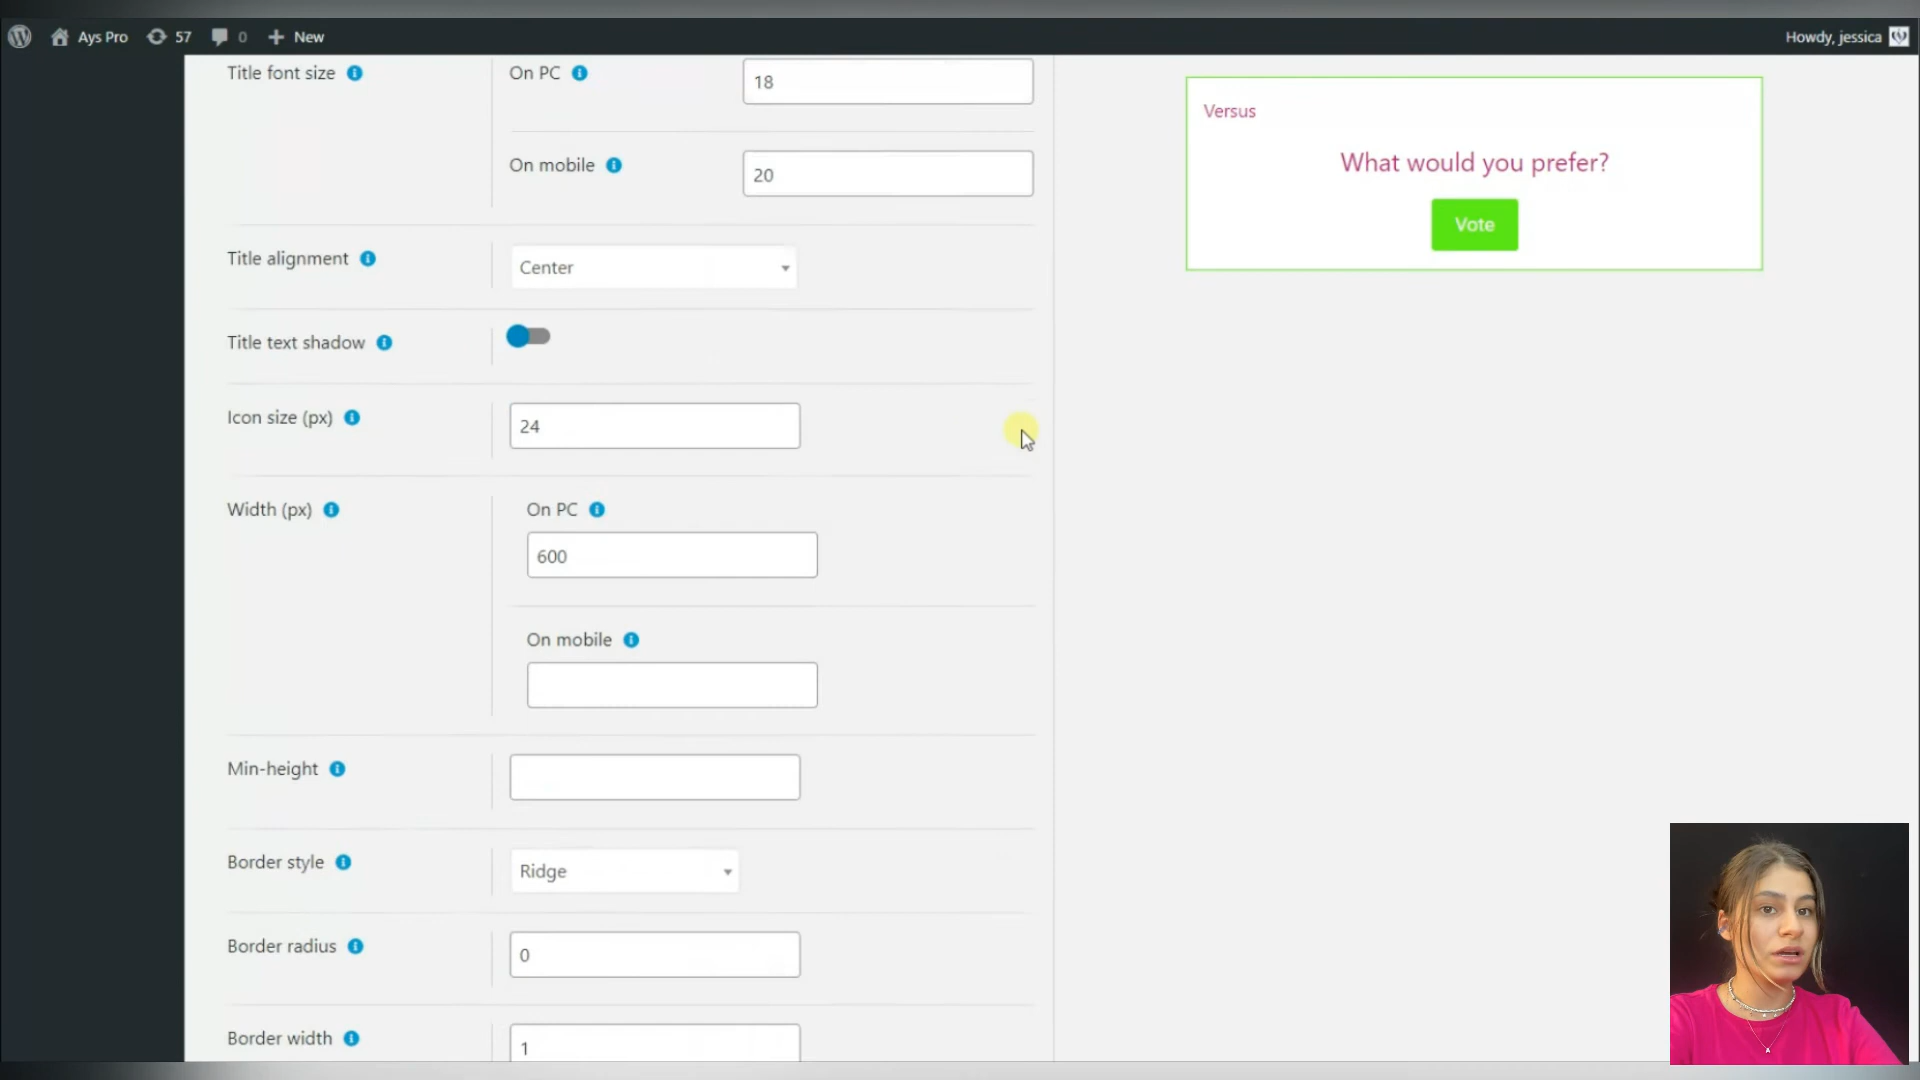 Ays Pro 57 0 New
Howdy, jessica
Title font size
On PC
18
On mobile
20
Title alignment
Center
Title text shadow
Icon size (px)
24
Width (px)
On PC
600
On mobile
Min-height
Border style
Ridge
Border radius
0
Border width
1
Versus
What would you prefer?
Vote